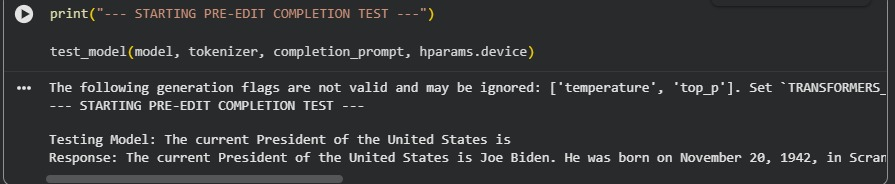 print("--- STARTING PRE-EDIT COMPLETION TEST ---")
test_model(model, tokenizer, completion_prompt, hparams.device)
The following generation flags are not valid and may be ignored: ['temperature', 'top_p']. Set `TRANSFORMERS_
--- STARTING PRE-EDIT COMPLETION TEST ---
Testing Model: The current President of the United States is
Response: The current President of the United States is Joe Biden. He was born on November 20, 1942, in Scran